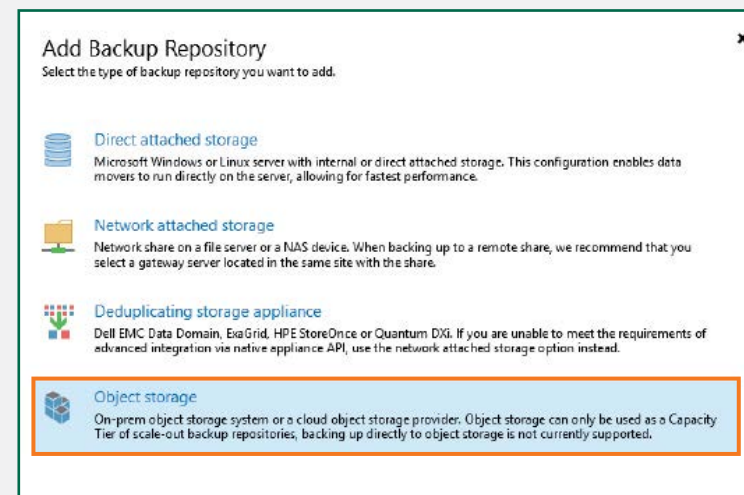 Add Backup Repository
Select the type of backup repository you want to add.
Direct attached storage
Microsoft Windows or Linux server with internal or direct attached storage. This configuration enables data
movers to run directly on the server, allowing for fastest performance.
Network attached storage
Network share on a file server or a NAS device. When backing up to a remote share, we recommend that you
select a gateway server located in the same site with the share.
Deduplicating storage appliance
Dell EMC Data Domain, ExaGrid, HPE StoreOnce or Quantum DXi. If you are unable to meet the requirements of
advanced integration via native appliance API, use the network attached storage option instead.
Object storage
On-prem object storage system or a cloud object storage provider. Object storage can only be used as a Capacity
Tier of scale-out backup repositories, backing up directly to object storage is not currently supported.